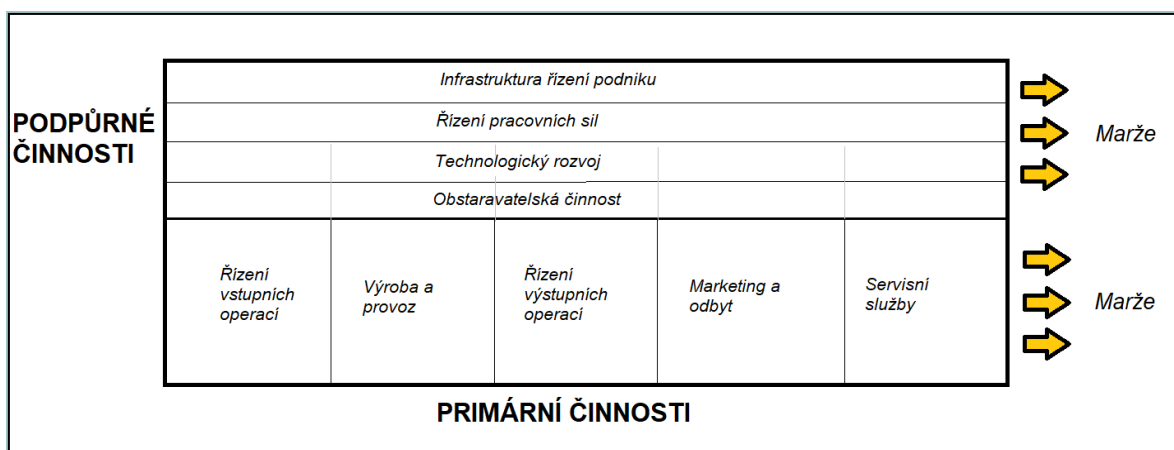 Infrastruktura řízení podniku
PODPŮRNÉ
ČINNOSTI
Řízení pracovních sil
Marže
Technologický rozvoj
Obstaravatelská činnost
Řízení
vstupních
operací
Výroba a
provoz
Řízení
výstupních
operací
Marketing a
odbyt
Servisní
služby
Marže
PRIMÁRNÍ ČINNOSTI